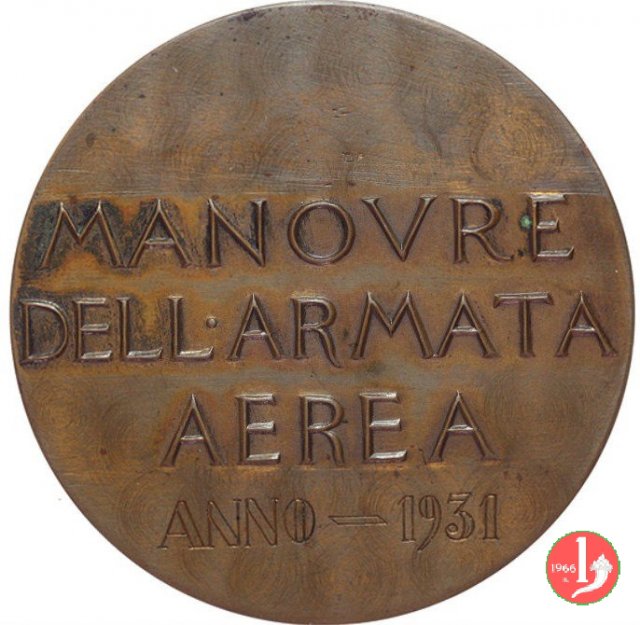 MANOVRE
DELL·ARMATA
AEREA
ANNO — 1931
1966